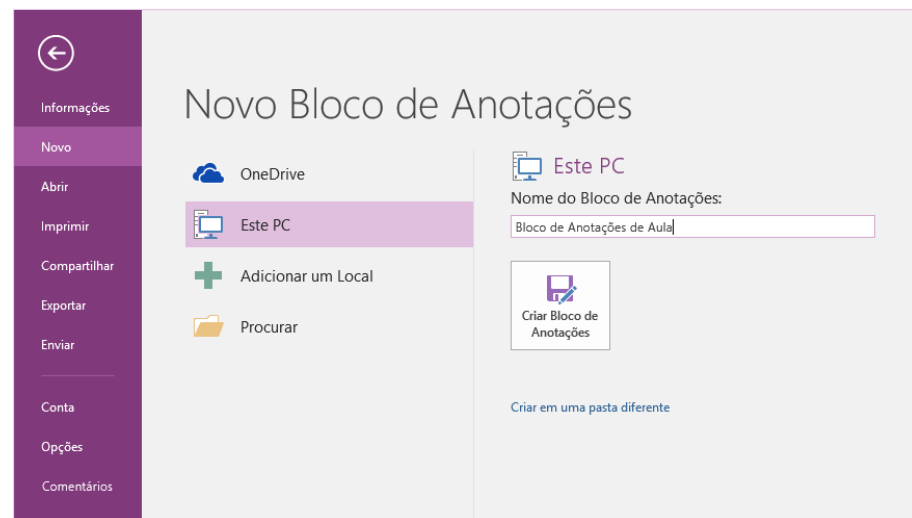 Informações
Novo
Abrir
Imprimir
Compartilhar
Exportar
Enviar
Conta
Opções
Comentários
Novo Bloco de Anotações
OneDrive
Este PC
Adicionar um Local
Procurar
Este PC
Nome do Bloco de Anotações:
Bloco de Anotações de Aula
Criar Bloco de
Anotações
Criar em uma pasta diferente